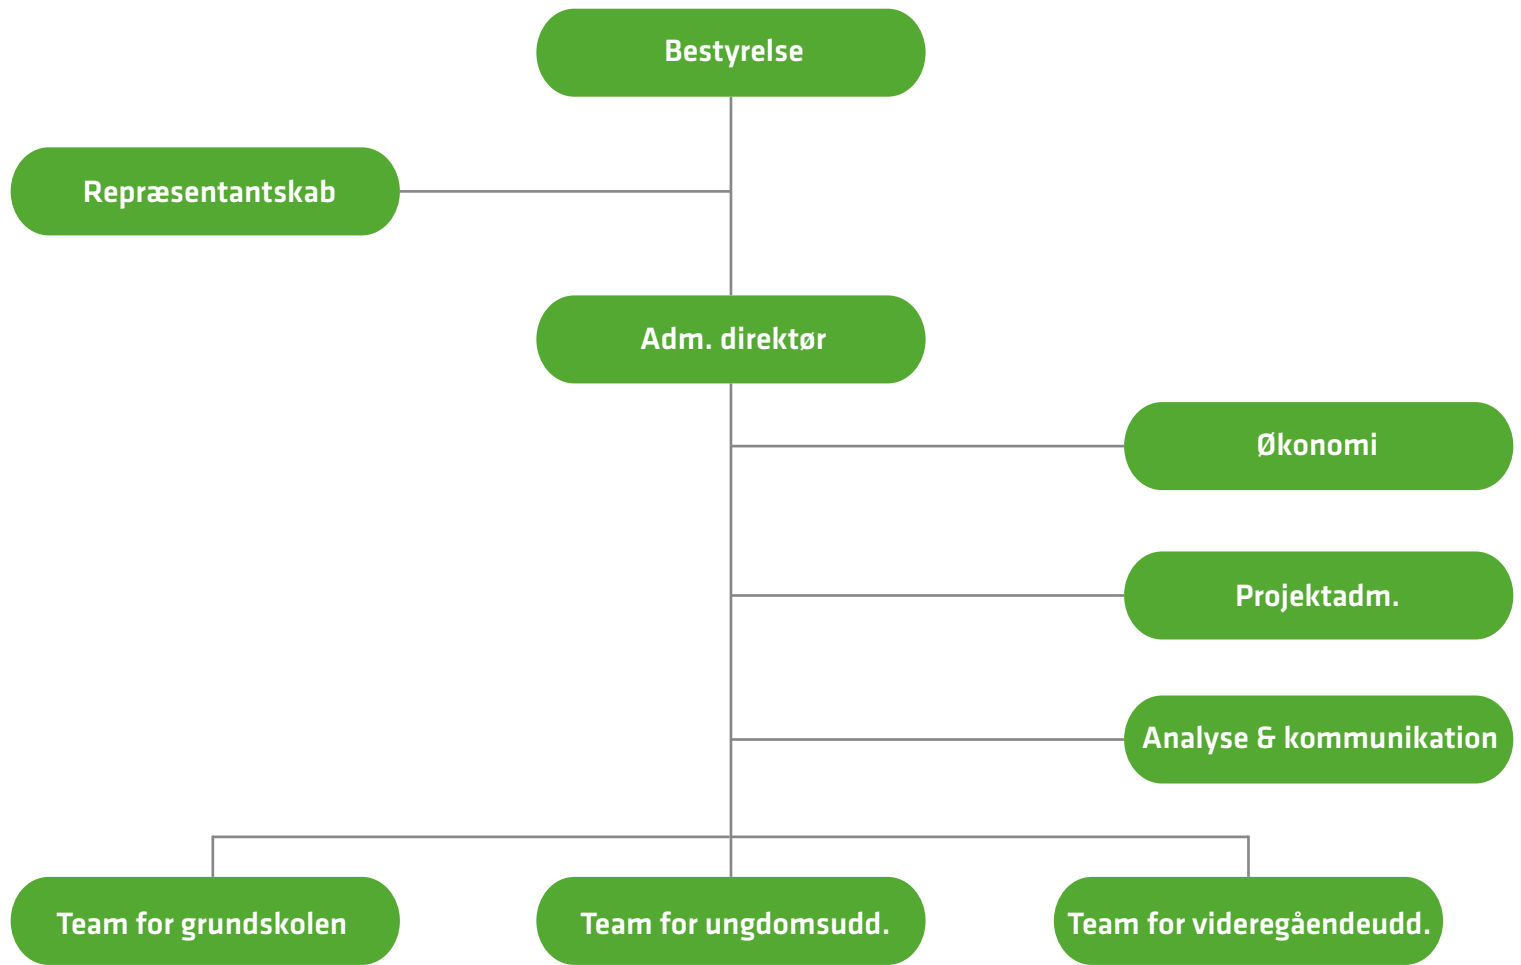 Bestyrelse
Repræsentantskab
Adm. direktør
Økonomi
Projektadm.
Analyse & kommunikation
Team for grundskolen
Team for ungdomsudd.
Team for videregåendeudd.